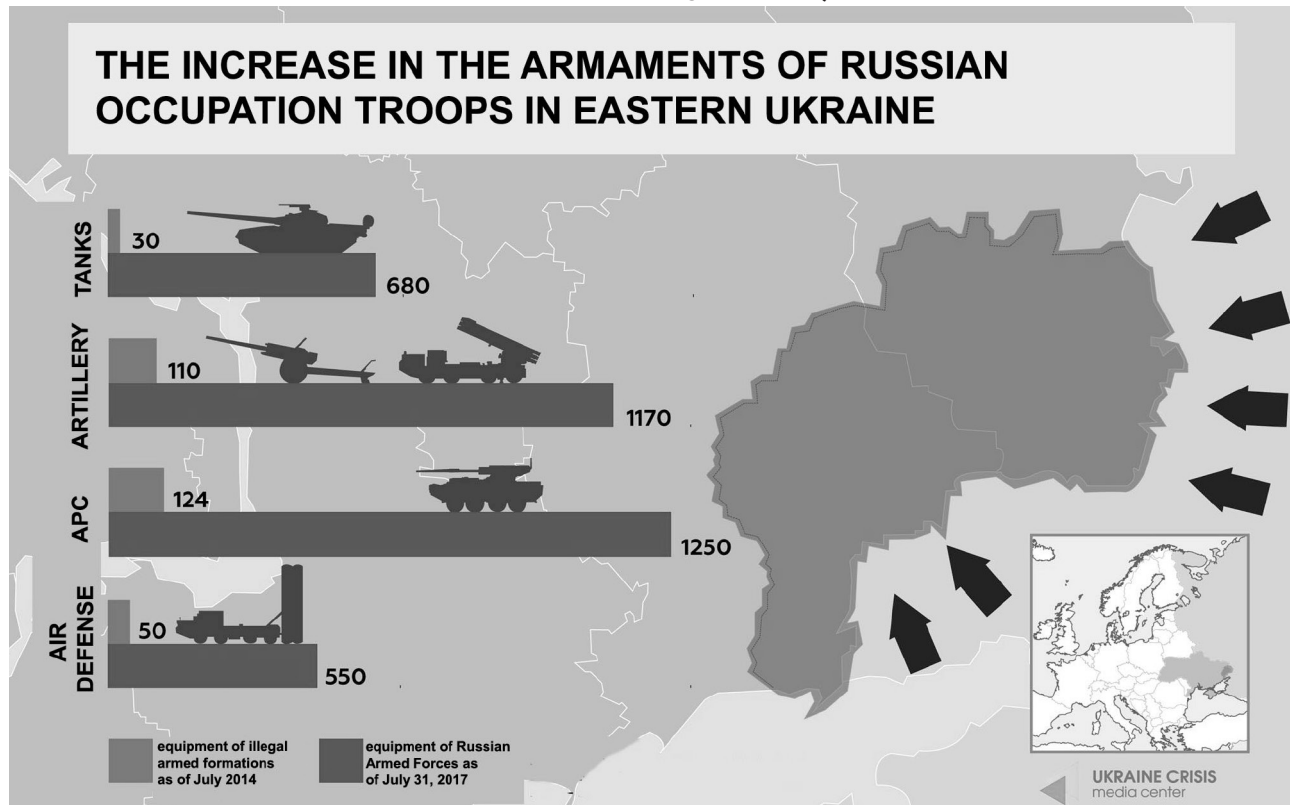 THE INCREASE IN THE ARMAMENTS OF RUSSIAN
OCCUPATION TROOPS IN EASTERN UKRAINE
TANKS
30
680
ARTILLERY
110
1170
APC
124
1250
AIR
DEFENSE
50
550
equipment of illegal
armed formations
as of July 2014
equipment of Russian
Armed Forces as
of July 31, 2017
UKRAINE CRISIS
media center